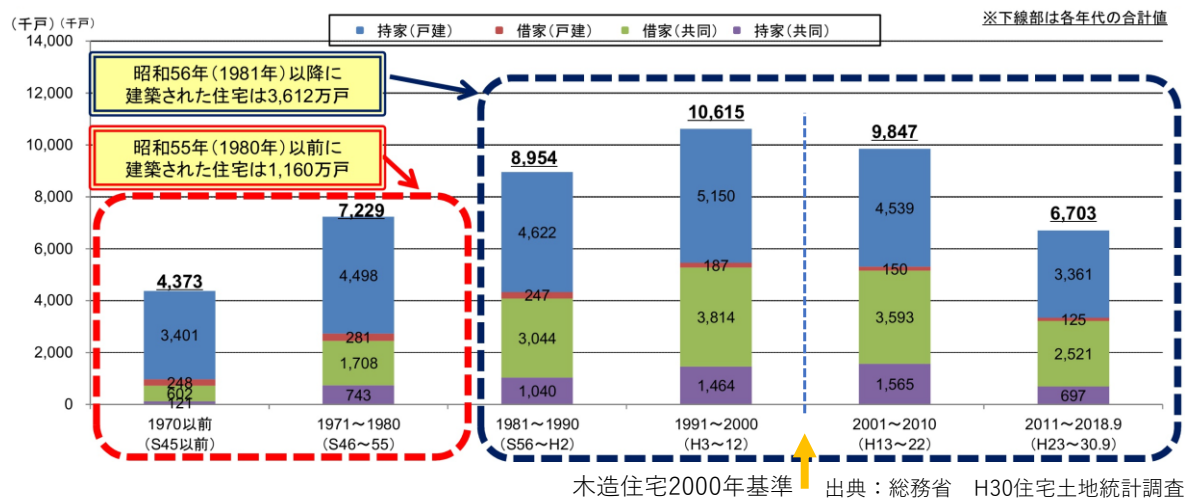 (千戸)(千戸)
※下線部は各年代の合計値
持家(戸建) 借家(戸建) 借家(共同) 持家(共同)
14,000
12,000
10,000
8,000
6,000
4,000
2,000
0
昭和56年(1981年)以降に
建築された住宅は3,612万戸
昭和55年(1980年)以前に
建築された住宅は1,160万戸
4,373
3,401
248
602
121
7,229
4,498
281
1,708
743
8,954
4,622
247
3,044
1,040
10,615
5,150
187
3,814
1,464
9,847
4,539
150
3,593
1,565
6,703
3,361
125
2,521
697
1970以前
(S45以前)
1971~1980
(S46~55)
1981~1990
(S56~H2)
1991~2000
(H3~12)
2001~2010
(H13~22)
2011~2018.9
(H23~30.9)
木造住宅2000年基準
出典:総務省 H30住宅土地統計調査